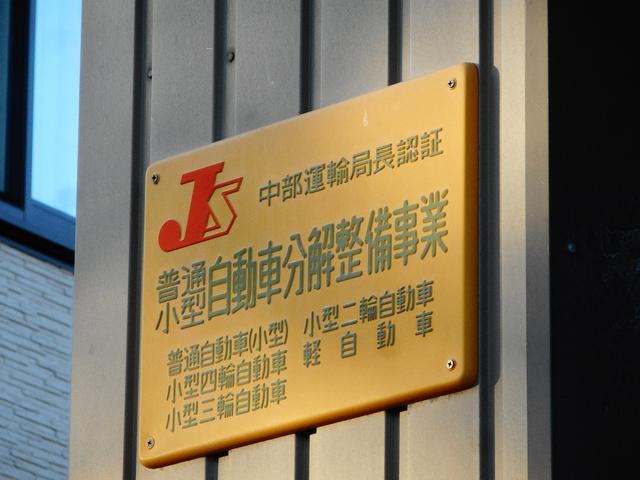 JS 中部運輸局長認証
普通
小型 自動車分解整備事業
普通自動車(小型) 小型二輪自動車
小型四輪自動車 軽自動車
小型三輪自動車